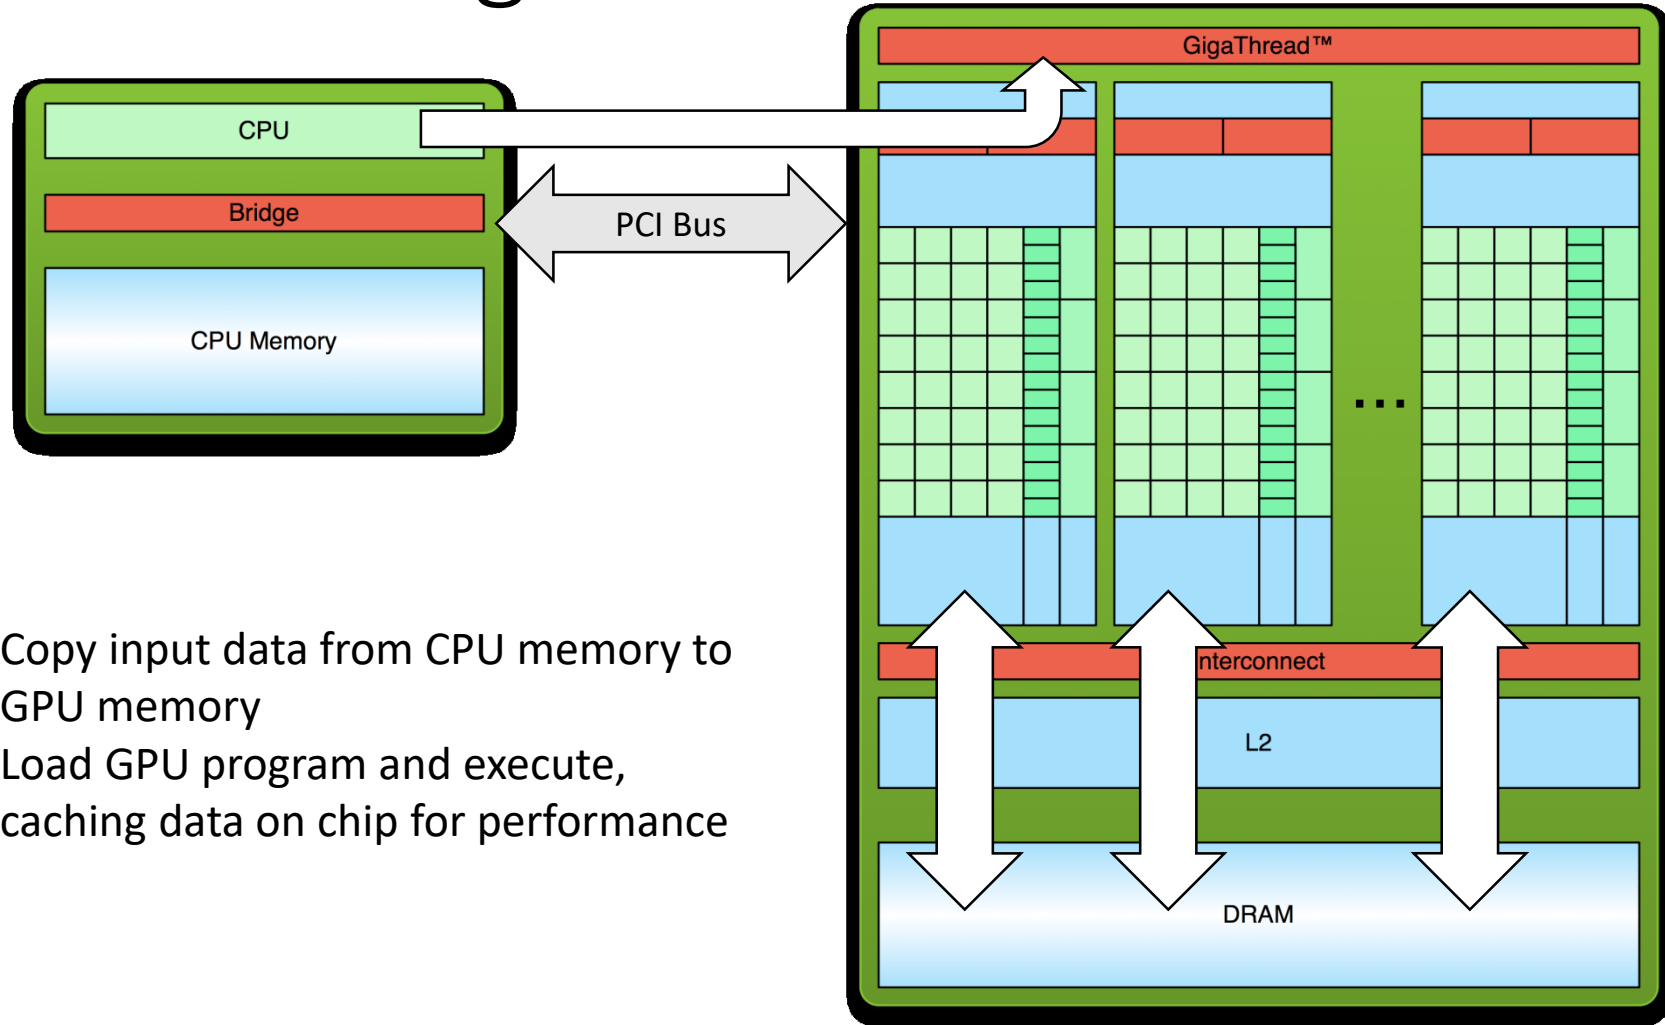 GigaThread™
CPU
Bridge
PCI Bus
CPU Memory
...
Copy input data from CPU memory to
GPU memory
Load GPU program and execute,
caching data on chip for performance
nterconnect
L2
DRAM